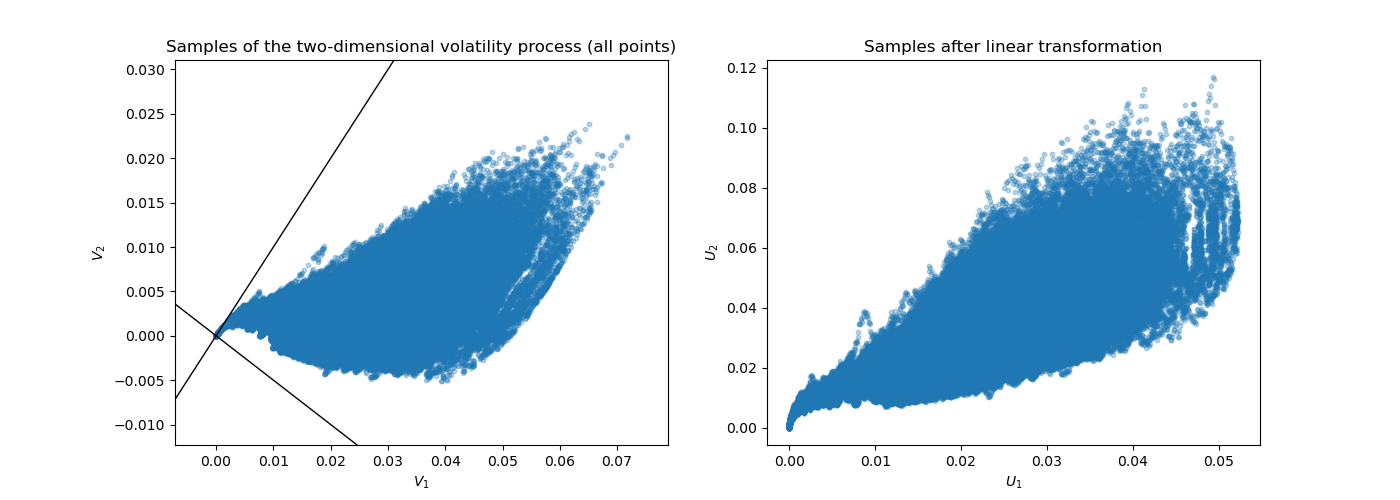 Samples of the two-dimensional volatility process (all points)
0.030
0.025
0.020
0.015
0.010
0.005
0.000
−0.005
−0.010
V₂
0.00 0.01 0.02 0.03 0.04 0.05 0.06 0.07
V₁
Samples after linear transformation
0.12
0.10
0.08
0.06
0.04
0.02
0.00
U₂
0.00 0.01 0.02 0.03 0.04 0.05
U₁